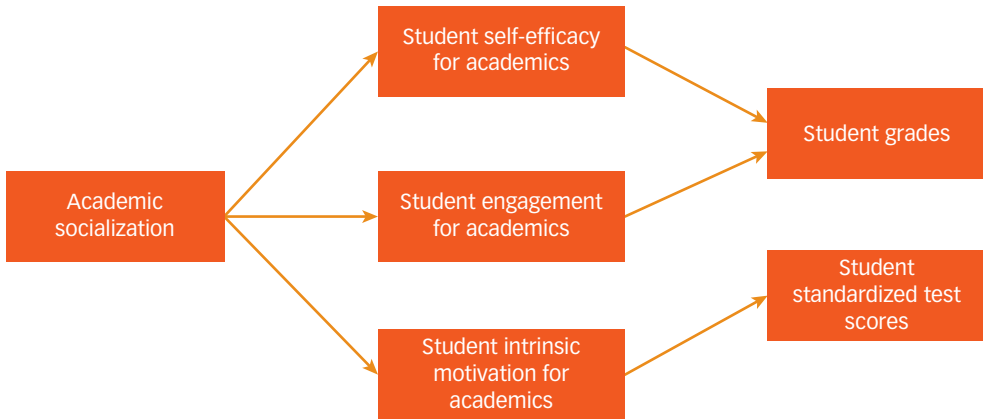 Academic
socialization
Student self-efficacy
for academics
Student engagement
for academics
Student intrinsic
motivation for
academics
Student grades
Student
standardized test
scores